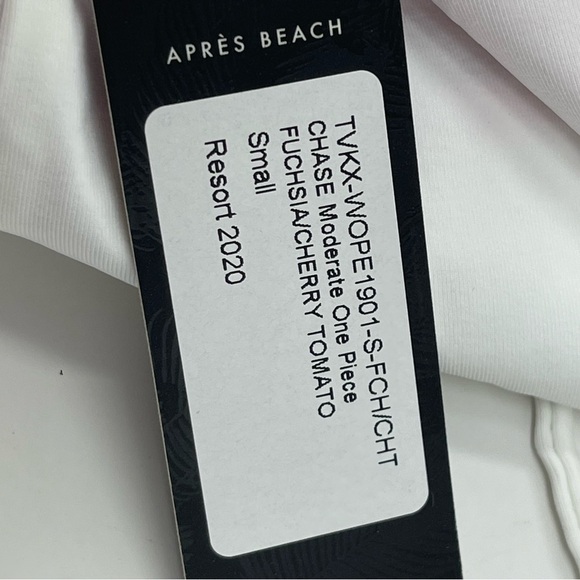 APRÈS BEACH
TVKX-WOPE1901-S-FCH/CHT
CHASE Moderate One Piece
FUCHSIA/CHERRY TOMATO
Small
Resort 2020